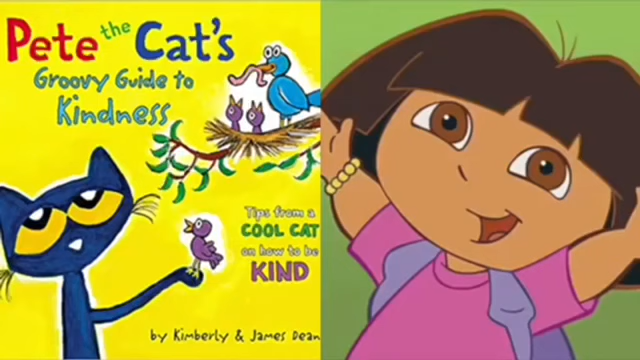 Pete the Cat's
Groovy Guide to
Kindness
Tips from a
COOL CAT
on how to be
KIND
by Kimberly & James Dean